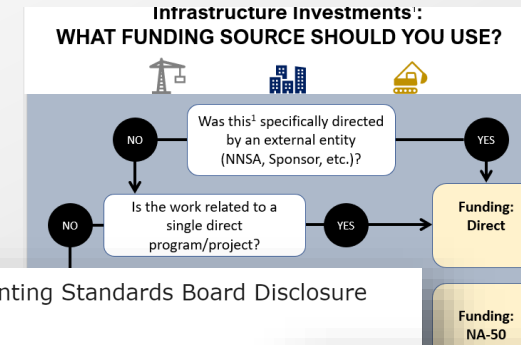 Infrastructure Investments¹:
WHAT FUNDING SOURCE SHOULD YOU USE?
Was this¹ specifically directed
by an external entity
(NNSA, Sponsor, etc.)?
NO
YES
Is the work related to a
single direct
program/project?
NO
YES
Funding:
Direct
nting Standards Board Disclosure
Funding:
NA-50